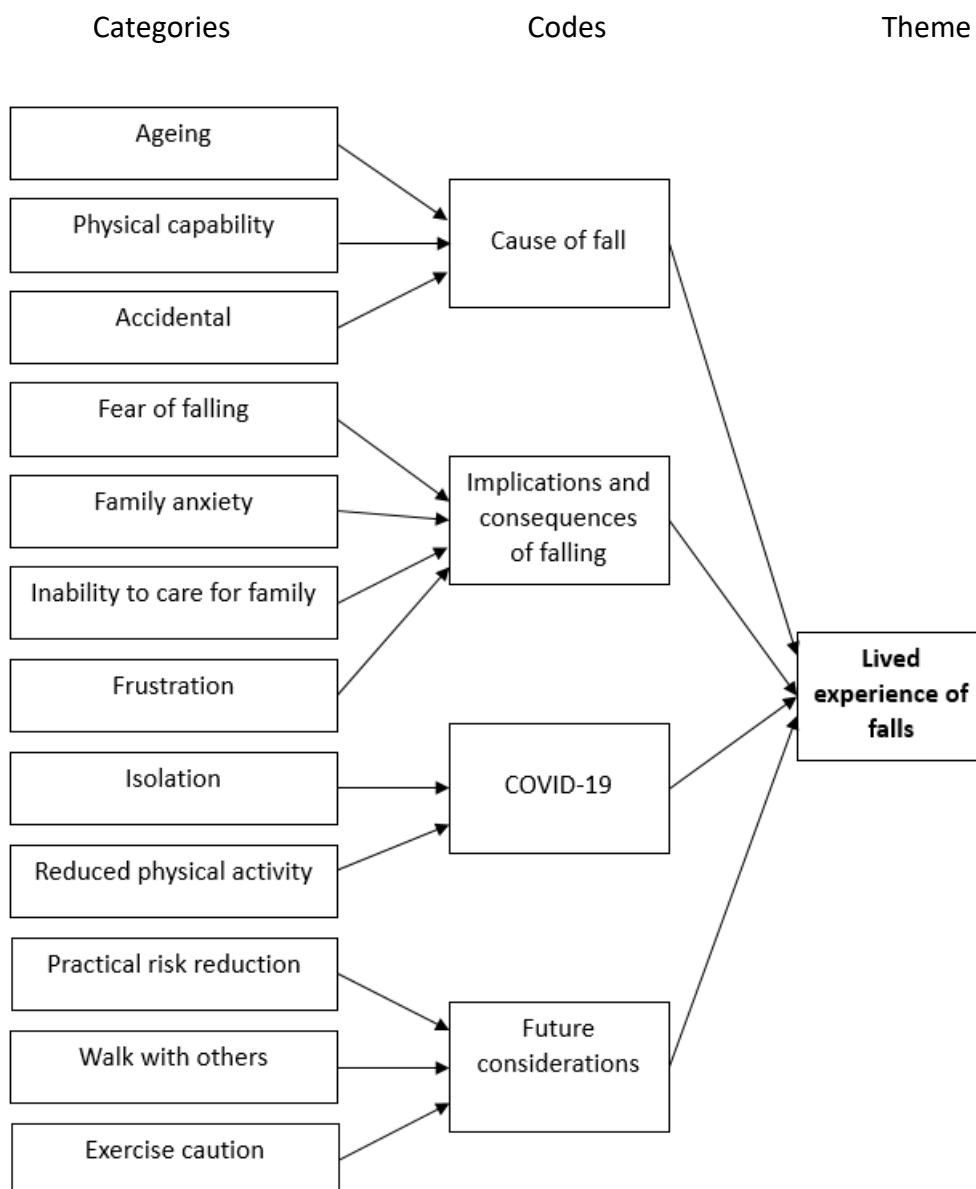 Categories
Codes
Theme
Ageing
Physical capability
Accidental
Fear of falling
Family anxiety
Inability to care for family
Frustration
Isolation
Reduced physical activity
Practical risk reduction
Walk with others
Exercise caution
Cause of fall
Implications and
consequences
of falling
COVID-19
Future
considerations
Lived
experience of
falls